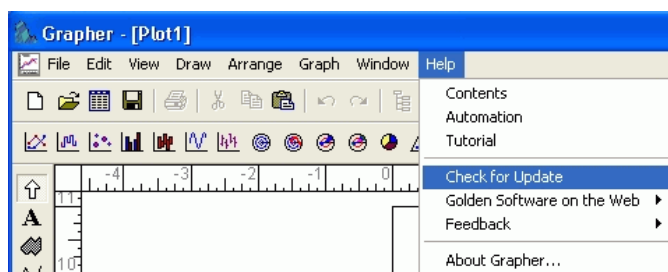 Grapher - [Plot1]
File Edit View Draw Arrange Graph Window Help
Contents
Automation
Tutorial
Check for Update
Golden Software on the Web
Feedback
About Grapher...
-4 -3 -2 -1 0
11
10
A